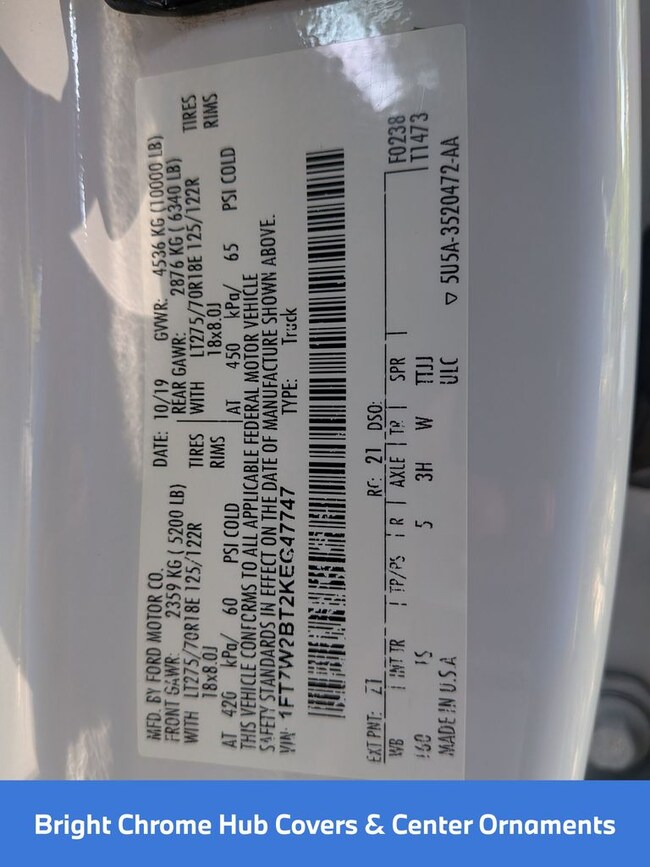 MFD. BY FORD MOTOR CO.
DATE: 10/19 GVWR: 4536 KG (10000 LB)
FRONT GAWR: 2359 KG ( 5200 LB) REAR GAWR: 2876 KG ( 6340 LB)
WITH LT275/70R18E 125/122R TIRES WITH LT275/70R18E 125/122R TIRES
18x8.0J RIMS 18x8.0J RIMS
AT 420 kPa/ 60 PSI COLD AT 450 kPa/ 65 PSI COLD
THIS VEHICLE CONFORMS TO ALL APPLICABLE FEDERAL MOTOR VEHICLE
SAFETY STANDARDS IN EFFECT ON THE DATE OF MANUFACTURE SHOWN ABOVE.
VIN: 1FT7W2BT2KEG47747 TYPE: Truck
EXT PNT: Z1 RC: 21 DSO: F0238
WB INT TR TP/PS R AXLE TR SPR T1473
160 1S 5 3H W TTJJ
MADE IN U.S.A ULC ▽ 5U5A-3520472-AA
Bright Chrome Hub Covers & Center Ornaments